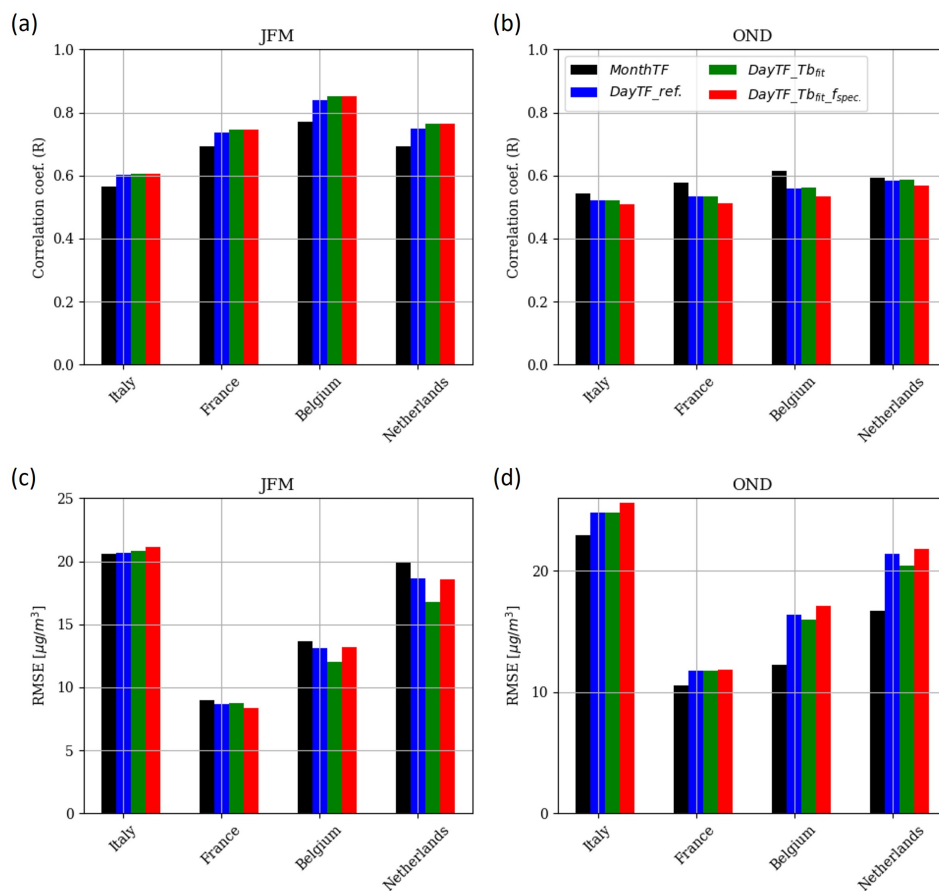 (a)
JFM
1.0
0.8
0.6
0.4
0.2
0.0
Correlation coef. (R)
Italy
France
Belgium
Netherlands
(b)
OND
1.0
0.8
0.6
0.4
0.2
0.0
Correlation coef. (R)
MonthTF
DayTF_ref.
DayTF_Tb_fit
DayTF_Tb_fit_f_spec.
Italy
France
Belgium
Netherlands
(c)
JFM
25
20
15
10
5
0
RMSE [μg/m³]
Italy
France
Belgium
Netherlands
(d)
OND
20
10
0
RMSE [μg/m³]
Italy
France
Belgium
Netherlands